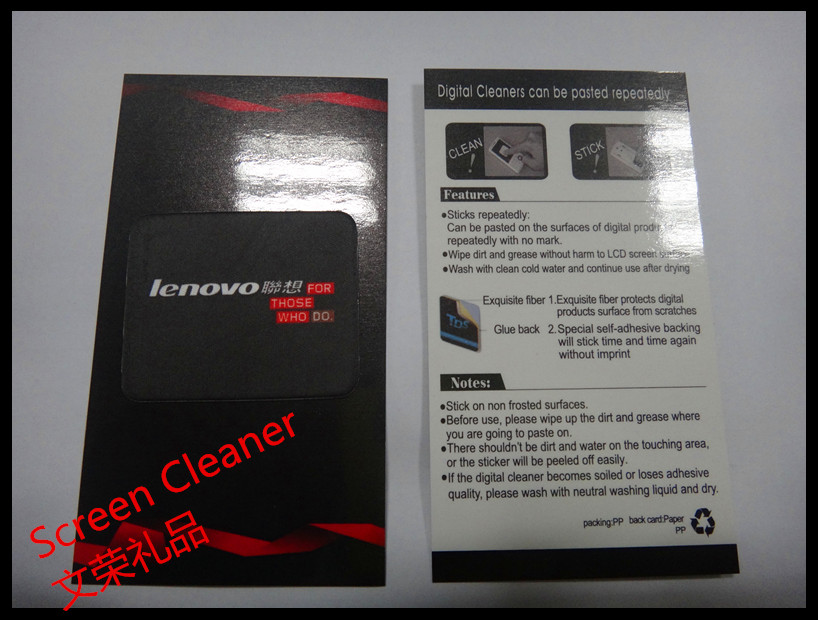 lenovo 聯想 FOR
THOSE
WHO DO.
Screen Cleaner
文荣礼品
Digital Cleaners can be pasted repeatedly
CLEAN
STICK
Features
●Sticks repeatedly:
Can be pasted on the surfaces of digital
repeatedly with no mark.
●Wipe dirt and grease without harm to LCD screen
●Wash with clean cold water and continue use after drying
Exquisite fiber 1.Exquisite fiber protects digital
products surface from scratches
Glue back 2.Special self-adhesive backing
will stick time and time again
without imprint
Notes:
●Stick on non frosted surfaces.
●Before use, please wipe up the dirt and grease where
you are going to paste on.
●There shouldn't be dirt and water on the touching area,
or the sticker will be peeled off easily.
●If the digital cleaner becomes soiled or loses adhesive
quality, please wash with neutral washing liquid and dry.
packing:PP back card:Paper
PP